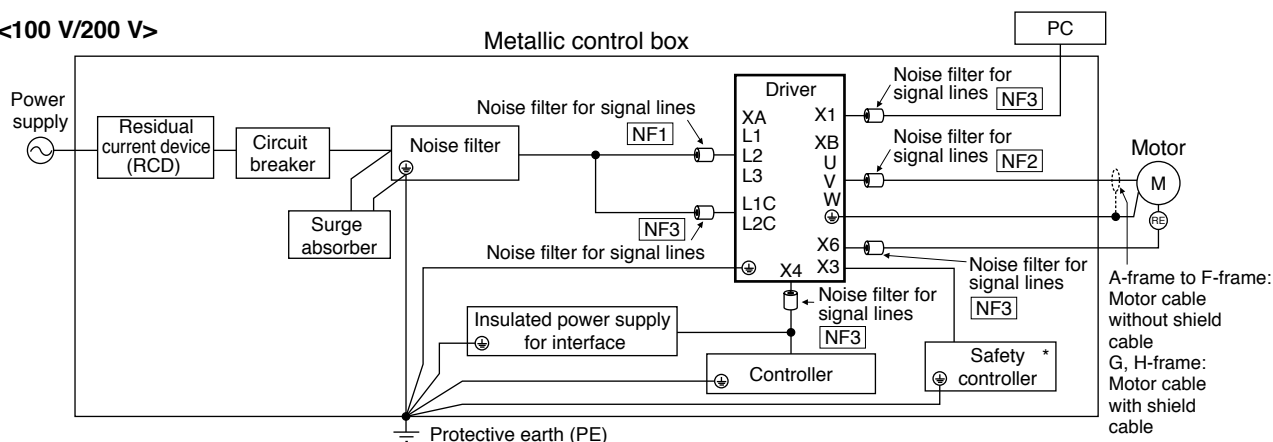 <100 V/200 V>
PC
Metallic control box
Power
supply
Residual
current device
(RCD)
Circuit
breaker
Noise filter
Surge
absorber
Noise filter for signal lines
NF1
NF3
Noise filter for signal lines
Driver
XA
L1
L2
L3
L1C
L2C
X1
XB
U
V
W
X6
X4
X3
Noise filter for
signal lines
NF3
Noise filter for
signal lines
NF2
Motor
M
RE
Noise filter for
signal lines
NF3
Noise filter for
signal lines
NF3
A-frame to F-frame:
Motor cable
without shield
cable
G, H-frame:
Motor cable
with shield
cable
Insulated power supply
for interface
Controller
Safety *
controller
Protective earth (PE)